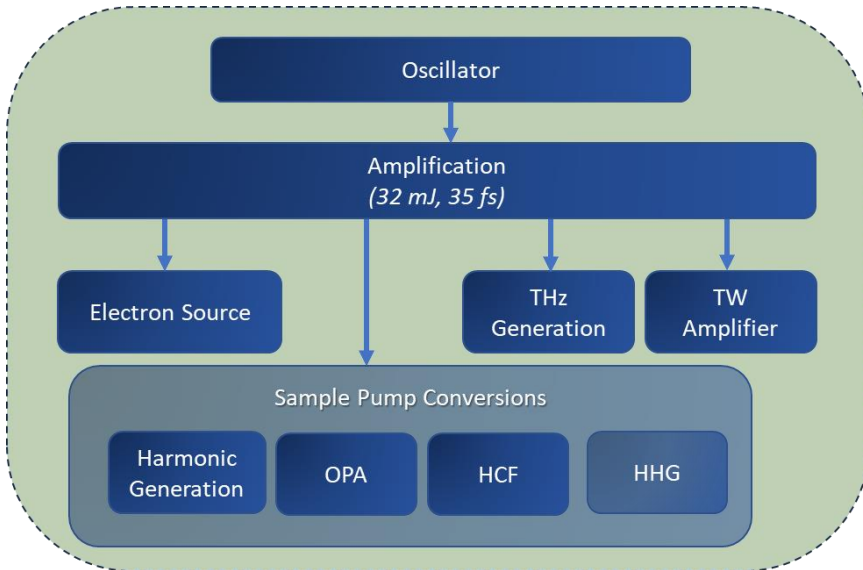 Oscillator
Amplification
(32 mJ, 35 fs)
Electron Source
THz
Generation
TW
Amplifier
Sample Pump Conversions
Harmonic
Generation
OPA
HCF
HHG